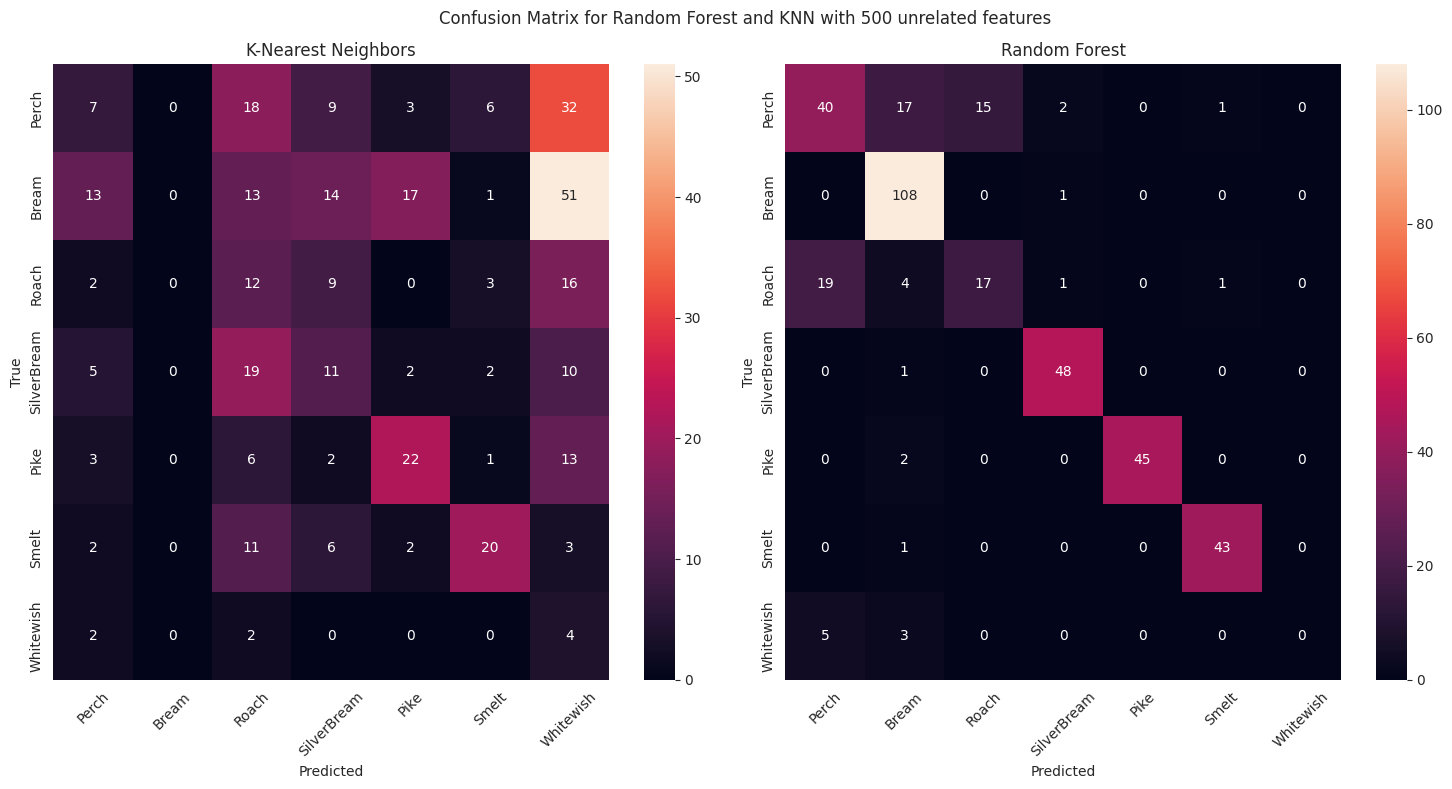 Confusion Matrix for Random Forest and KNN with 500 unrelated features
K-Nearest Neighbors
True
Perch 7 0 18 9 3 6 32
Bream 13 0 13 14 17 1 51
Roach 2 0 12 9 0 3 16
SilverBream 5 0 19 11 2 2 10
Pike 3 0 6 2 22 1 13
Smelt 2 0 11 6 2 20 3
Whitewish 2 0 2 0 0 0 4
Perch Bream Roach SilverBream Pike Smelt Whitewish
Predicted
50
40
30
20
10
0
Random Forest
True
Perch 40 17 15 2 0 1 0
Bream 0 108 0 1 0 0 0
Roach 19 4 17 1 0 1 0
SilverBream 0 1 0 48 0 0 0
Pike 0 2 0 0 45 0 0
Smelt 0 1 0 0 0 43 0
Whitewish 5 3 0 0 0 0 0
Perch Bream Roach SilverBream Pike Smelt Whitewish
Predicted
100
80
60
40
20
0